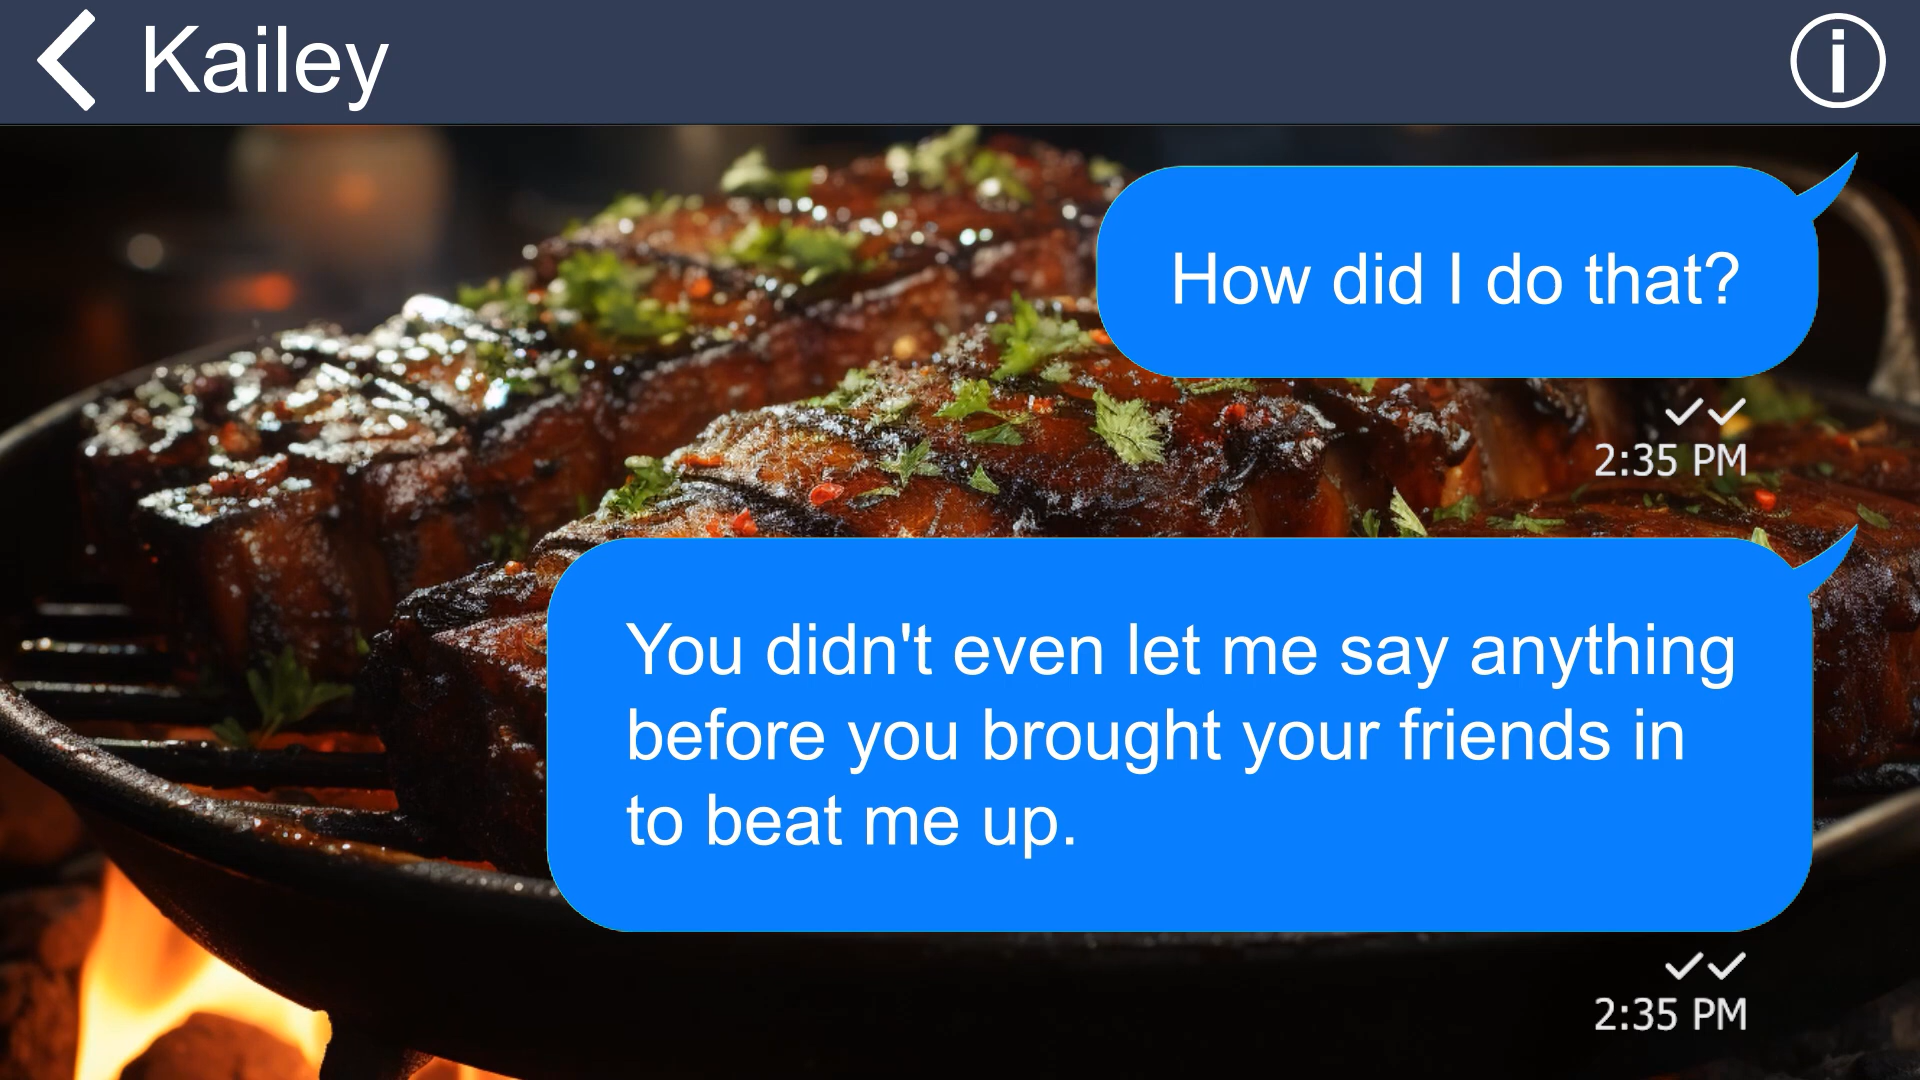 Kailey
How did I do that?
2:35 PM
You didn't even let me say anything
before you brought your friends in
to beat me up.
2:35 PM